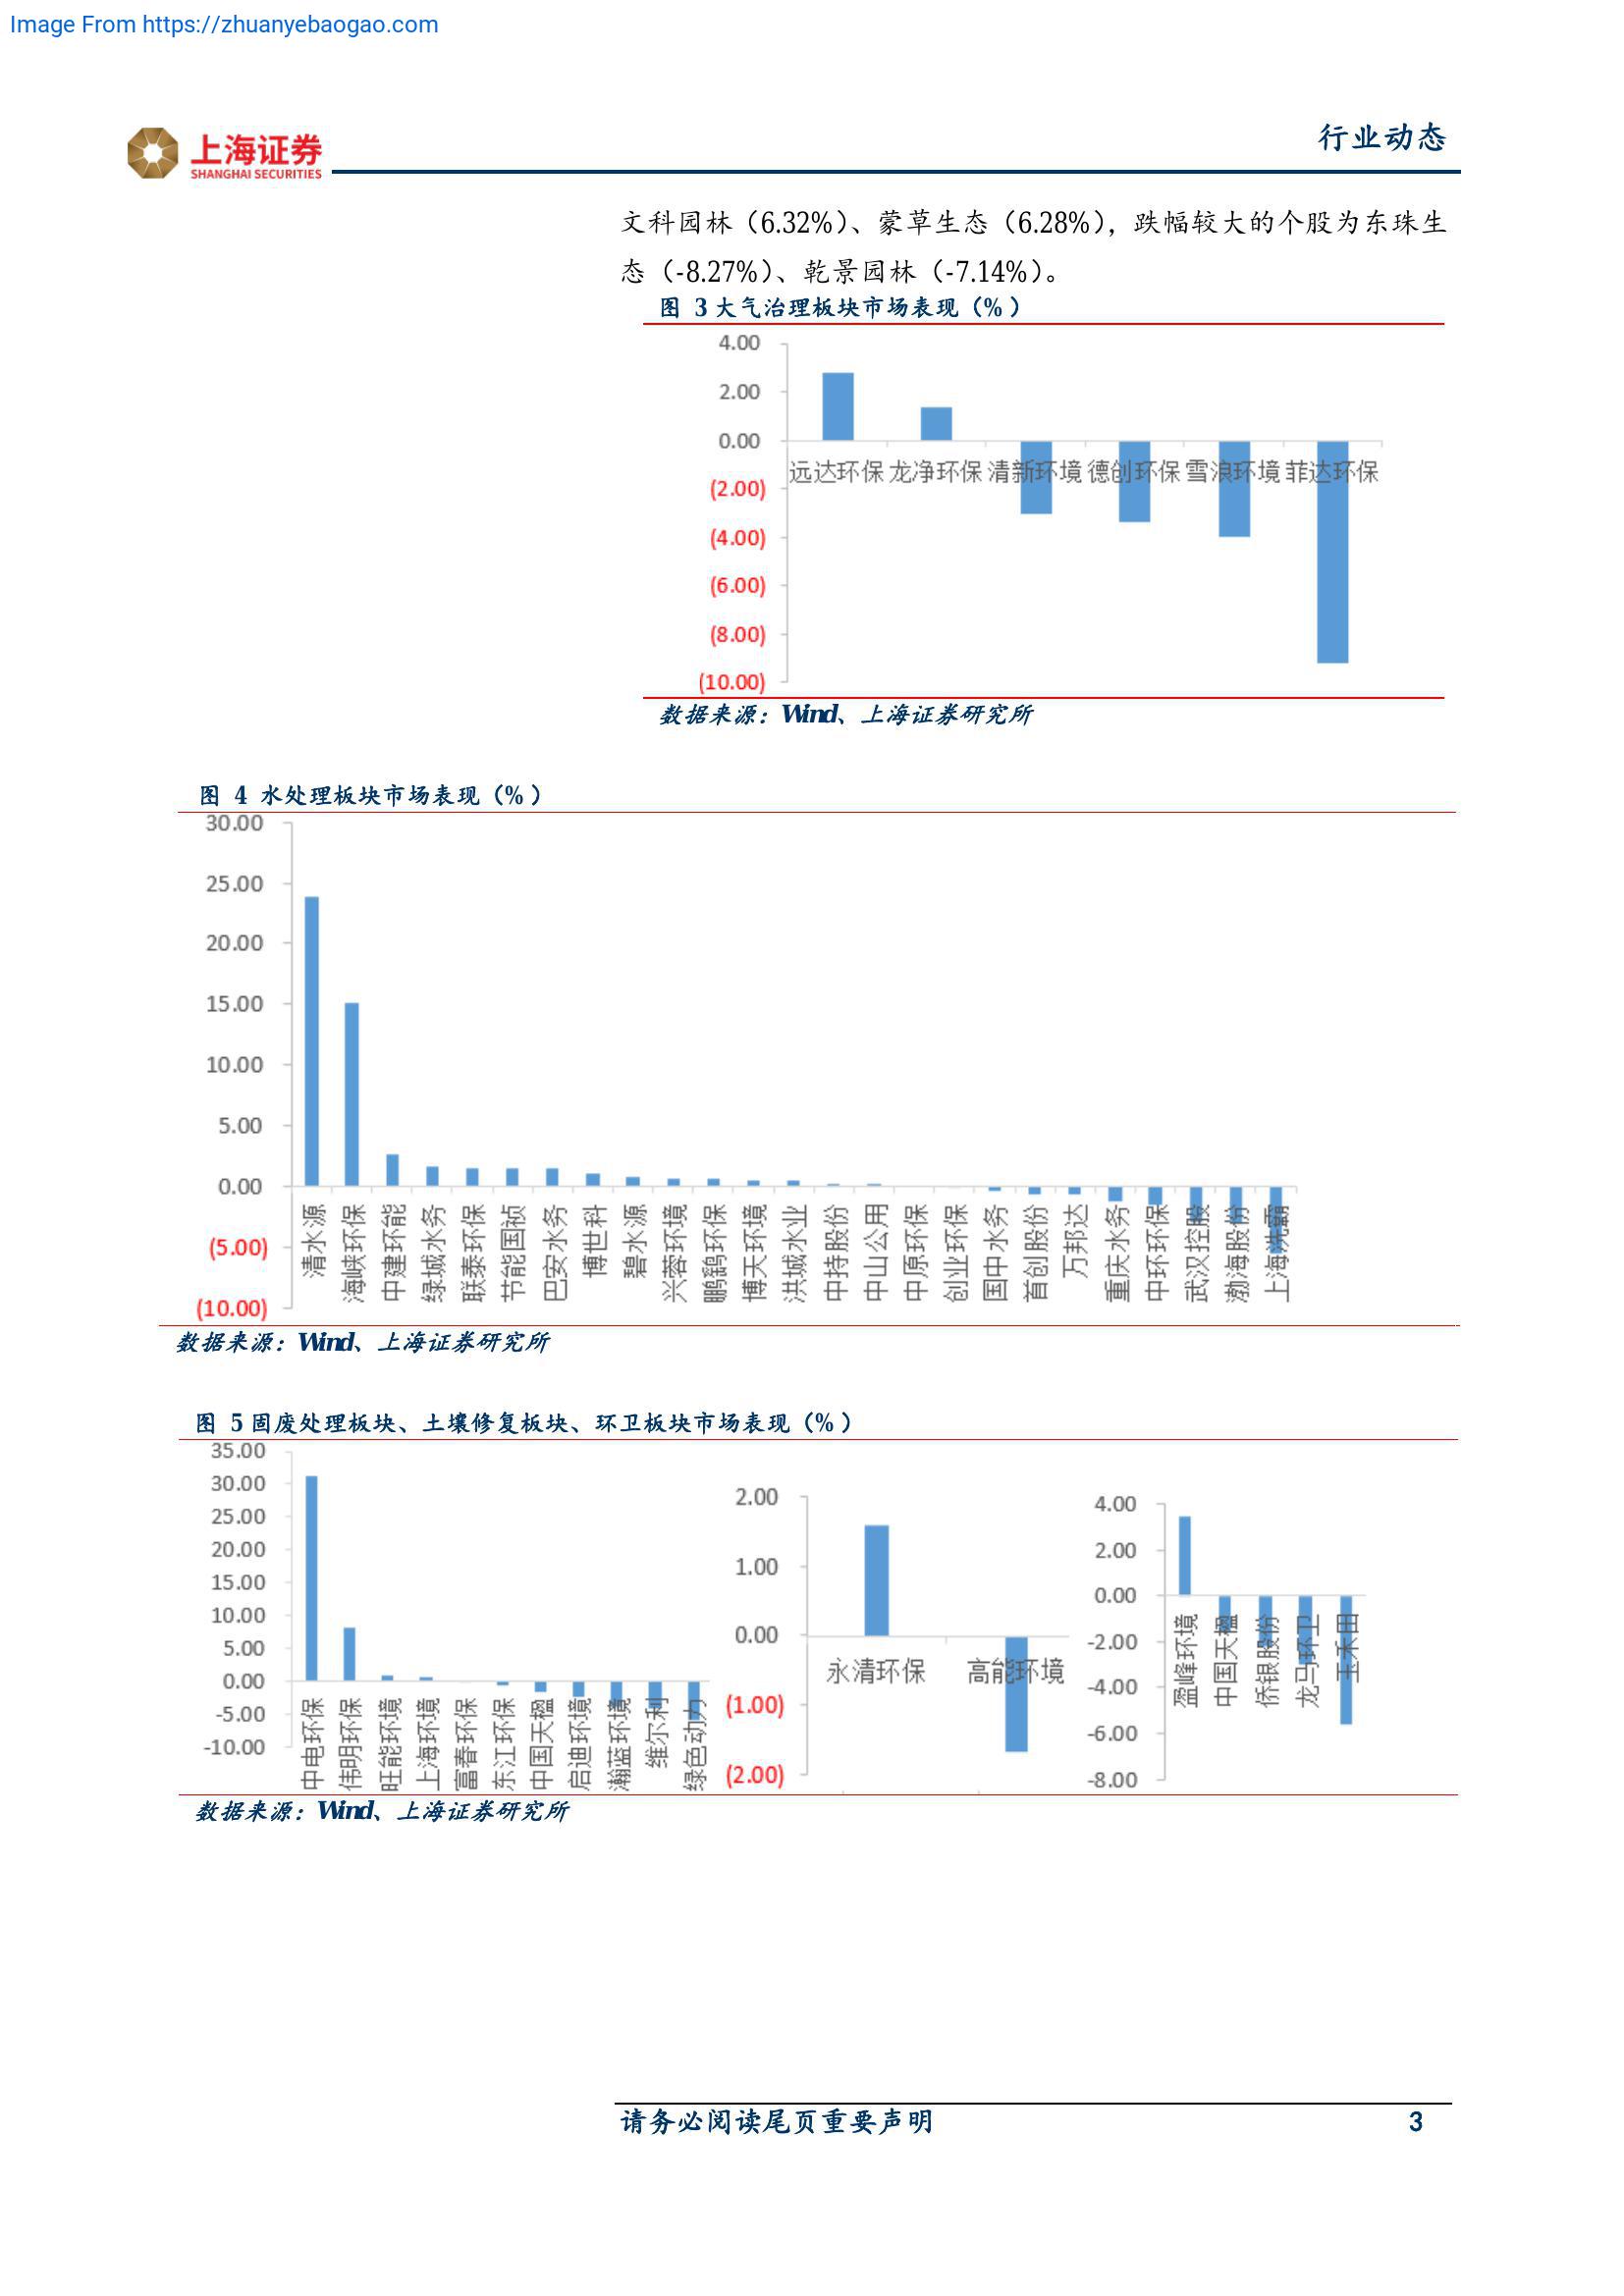 Image From https://zhuanyebaogao.com
上海证券
SHANGHAI SECURITIES
行业动态
文科园林（6.32%）、蒙草生态（6.28%），跌幅较大的个股为东珠生
态（-8.27%）、乾景园林（-7.14%）。
图 3大气治理板块市场表现（%）
4.00
2.00
0.00
(2.00)
(4.00)
(6.00)
(8.00)
(10.00)
远达环保 龙净环保 清新环境 德创环保 雪浪环境 菲达环保
数据来源：Wind、上海证券研究所
图 4 水处理板块市场表现（%）
30.00
25.00
20.00
15.00
10.00
5.00
0.00
(5.00)
(10.00)
清水源
海峡环保
中建环能
绿城水务
联泰环保
节能国祯
巴安水务
博世科
碧水源
兴蓉环境
鹏鹞环保
博天环境
洪城水业
中持股份
中山公用
中原环保
创业环保
国中水务
首创股份
万邦达
重庆水务
中环环保
武汉控股
渤海股份
上海洗霸
数据来源：Wind、上海证券研究所
图 5固废处理板块、土壤修复板块、环卫板块市场表现（%）
35.00
30.00
25.00
20.00
15.00
10.00
5.00
0.00
-5.00
-10.00
中电环保
伟明环保
旺能环境
上海环境
富春环保
东江环保
中国天楹
启迪环境
瀚蓝环境
维尔利
绿色动力
2.00
1.00
0.00
(1.00)
(2.00)
永清环保 高能环境
4.00
2.00
0.00
-2.00
-4.00
-6.00
-8.00
盈峰环境
中国天楹
侨银股份
龙马环卫
玉禾田
数据来源：Wind、上海证券研究所
请务必阅读尾页重要声明 3